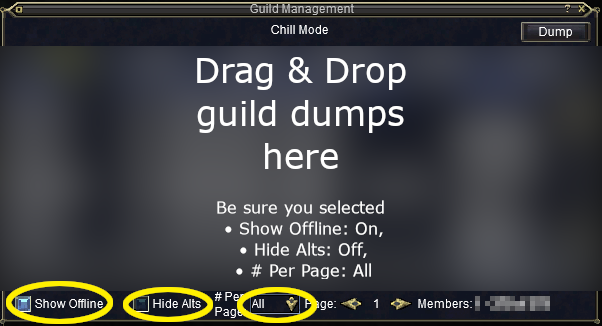 Guild Management
?
X
Chill Mode
Dump
Drag & Drop
guild dumps
here
Be sure you selected
• Show Offline: On,
• Hide Alts: Off,
• # Per Page: All
Show Offline
Hide Alts
# Per
Page
All
Page:
1
Members: